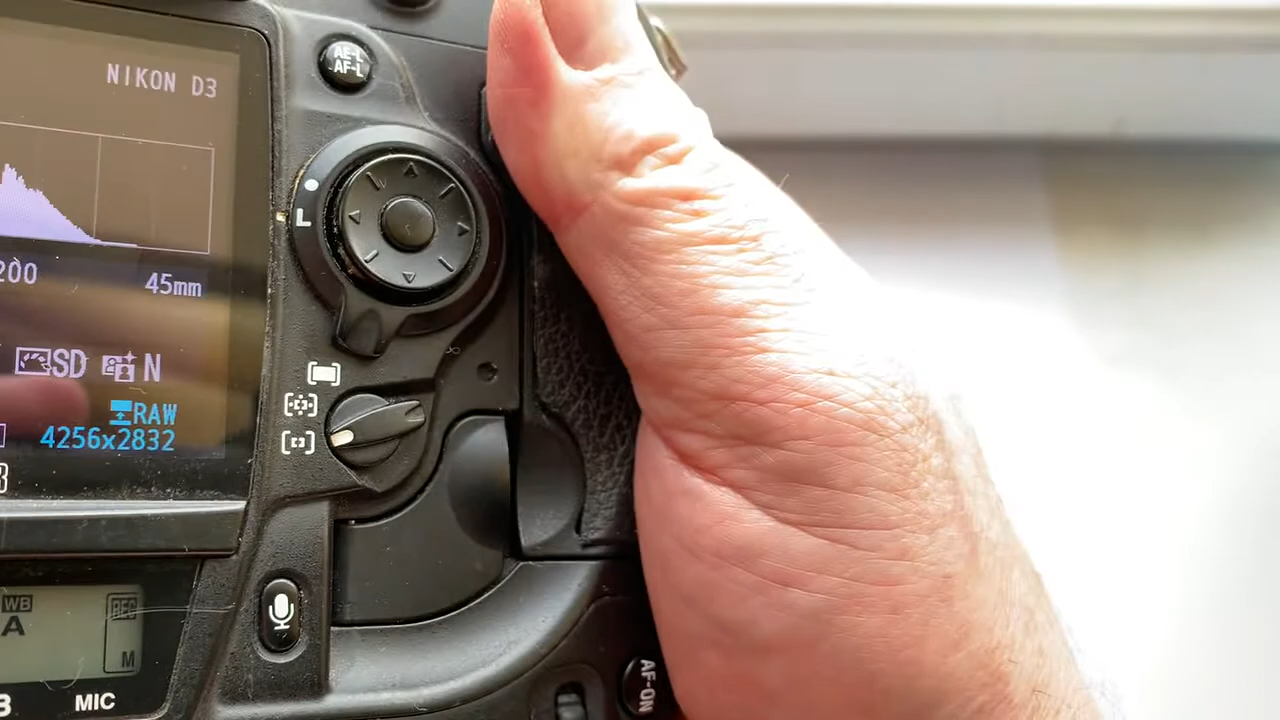 AE-L
AF-L
NIKON D3
L
200
45mm
SD
N
RAW
4256x2832
WB
A
REC
M
B
MIC
AF-ON